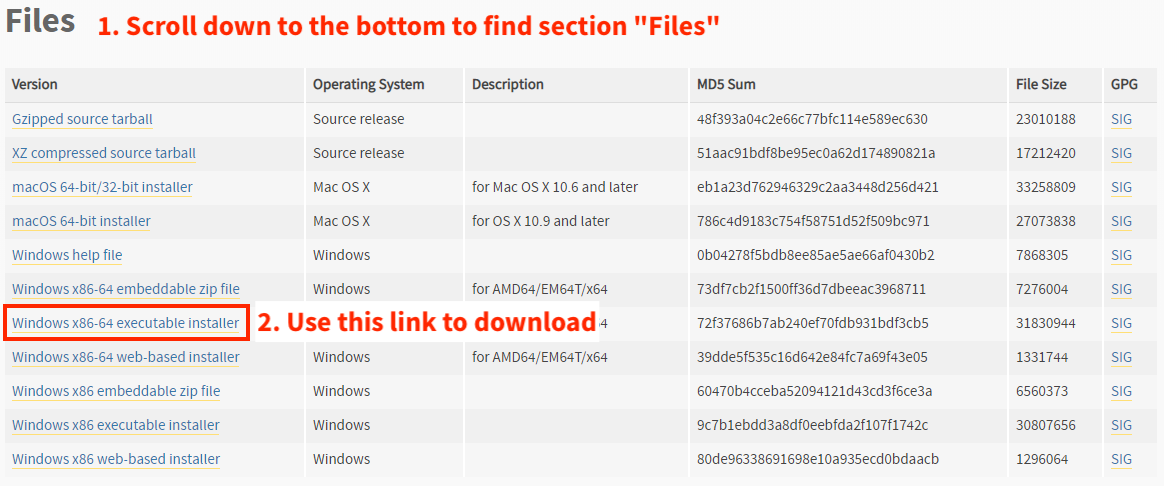 Files 1. Scroll down to the bottom to find section "Files"
Version Operating System Description MD5 Sum File Size GPG
Gzipped source tarball Source release 48f393a04c2e66c77bfc114e589ec630 23010188 SIG
XZ compressed source tarball Source release 51aac91bdf8be95ec0a62d174890821a 17212420 SIG
macOS 64-bit/32-bit installer Mac OS X for Mac OS X 10.6 and later eb1a23d762946329c2aa3448d256d421 33258809 SIG
macOS 64-bit installer Mac OS X for OS X 10.9 and later 786c4d9183c754f58751d52f509bc971 27073838 SIG
Windows help file Windows 0b04278f5bdb8ee85ae5ae66af0430b2 7868305 SIG
Windows x86-64 embeddable zip file Windows for AMD64/EM64T/x64 73df7cb2f1500ff36d7dbeeac3968711 7276004 SIG
Windows x86-64 executable installer 2. Use this link to download 4 72f37686b7ab240ef70fdb931bdf3cb5 31830944 SIG
Windows x86-64 web-based installer Windows for AMD64/EM64T/x64 39dde5f535c16d642e84fc7a69f43e05 1331744 SIG
Windows x86 embeddable zip file Windows 60470b4cceba52094121d43cd3f6ce3a 6560373 SIG
Windows x86 executable installer Windows 9c7b1ebdd3a8df0eebfda2f107f1742c 30807656 SIG
Windows x86 web-based installer Windows 80de96338691698e10a935ecd0bdaacb 1296064 SIG